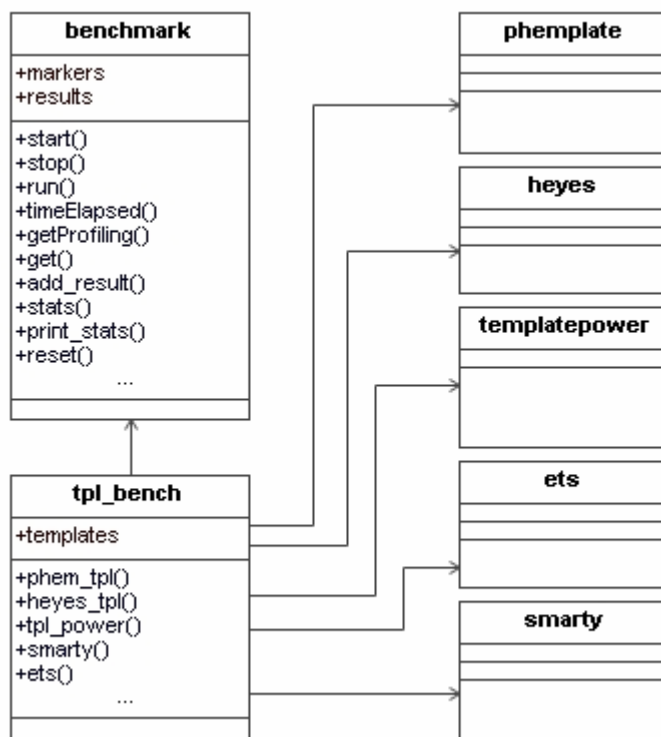 benchmark
+markers
+results
+start()
+stop()
+run()
+timeElapsed()
+getProfiling()
+get()
+add_result()
+stats()
+print_stats()
+reset()
...
tpl_bench
+templates
+phem_tpl()
+heyes_tpl()
+tpl_power()
+smarty()
+ets()
...
phemplate
heyes
templatepower
ets
smarty